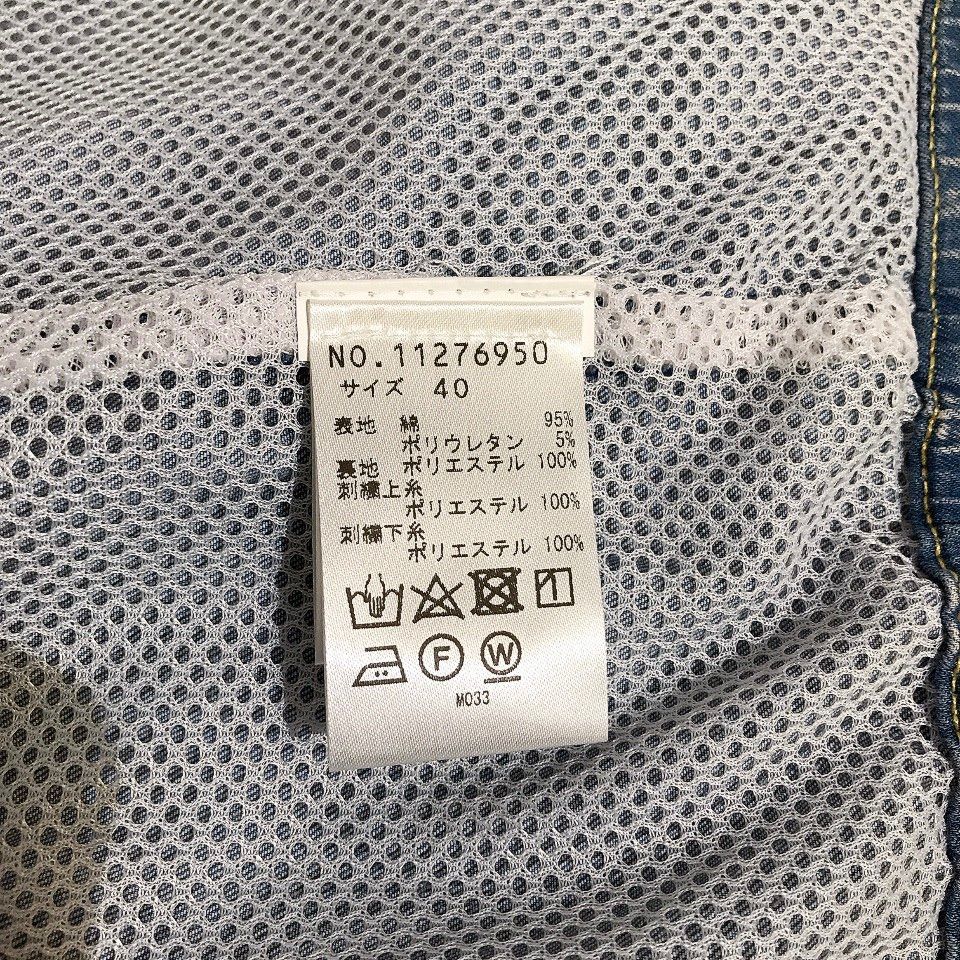 NO.11276950
サイズ 40
表地 綿 95%
ポリウレタン 5%
裏地 ポリエステル 100%
刺繍上糸
ポリエステル 100%
刺繍下糸
ポリエステル 100%
F W
M033